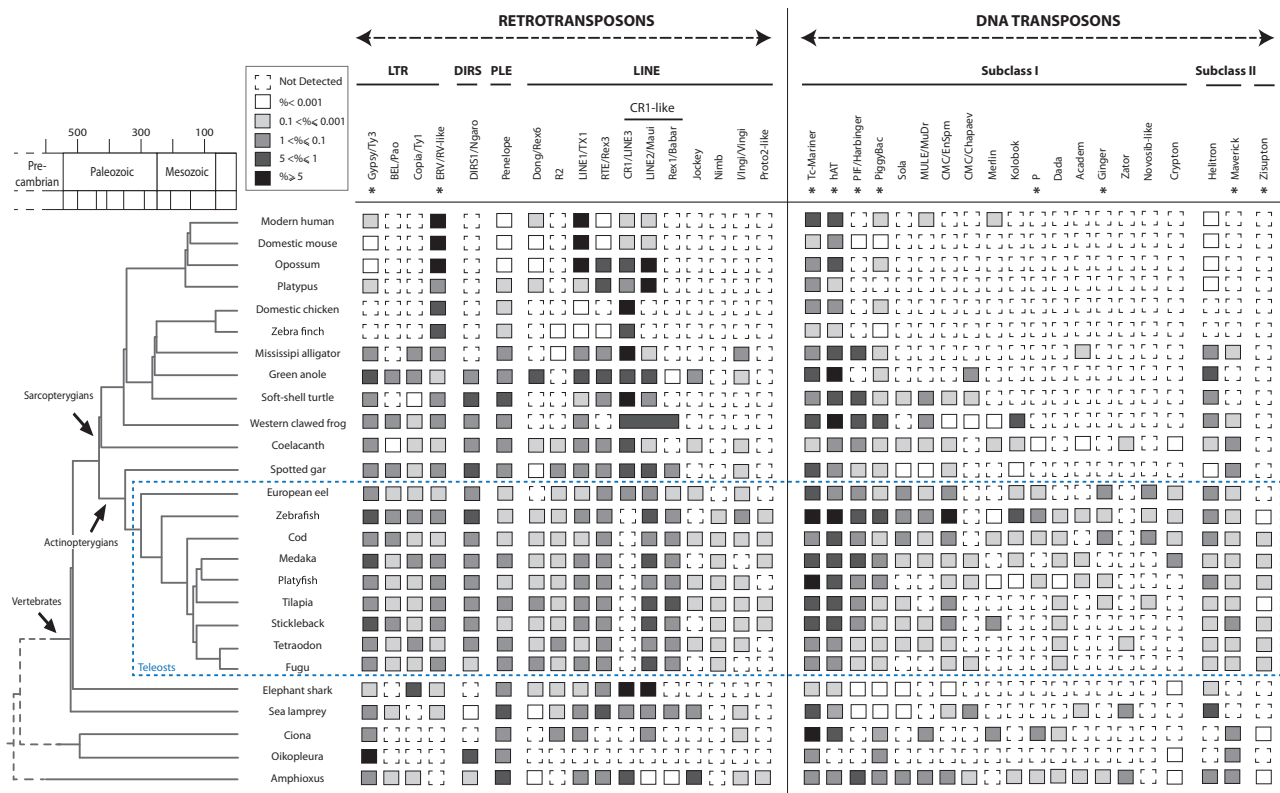 RETROTRANSPOSONS
DNA TRANSPOSONS
LTR
DIRS
PLE
LINE
Subclass I
Subclass II
CR1-like
Not Detected
%< 0.001
0.1 <%⩽ 0.001
1 <%⩽ 0.1
5 <%⩽ 1
%⩾ 5
500
300
100
Pre-
cambrian
Paleozoic
Mesozoic
* Gypsy/Ty3
BEL/Pao
Copia/Ty1
* ERV/RV-like
DIRS1/Ngaro
Penelope
Dong/Rex6
R2
LINE1/TX1
RTE/Rex3
CR1/LINE3
LINE2/Maui
Rex1/Babar
Jockey
Nimb
I/Vingi/VIngi
Proto2-like
* Tc-Mariner
* hAT
* PIF/Harbinger
* PiggyBac
Sola
MULE/MuDr
CMC/EnSpm
CMC/Chapaev
Merlin
Kolobok
* P
Dada
Academ
* Ginger
Zator
Novosib-like
Crypton
Helitron
* Maverick
* Zisupton
Modern human
Domestic mouse
Opossum
Platypus
Domestic chicken
Zebra finch
Mississipi alligator
Green anole
Soft-shell turtle
Western clawed frog
Coelacanth
Spotted gar
European eel
Zebrafish
Cod
Medaka
Platyfish
Tilapia
Stickleback
Tetraodon
Fugu
Elephant shark
Sea lamprey
Ciona
Oikopleura
Amphioxus
Sarcopterygians
Actinopterygians
Vertebrates
Teleosts